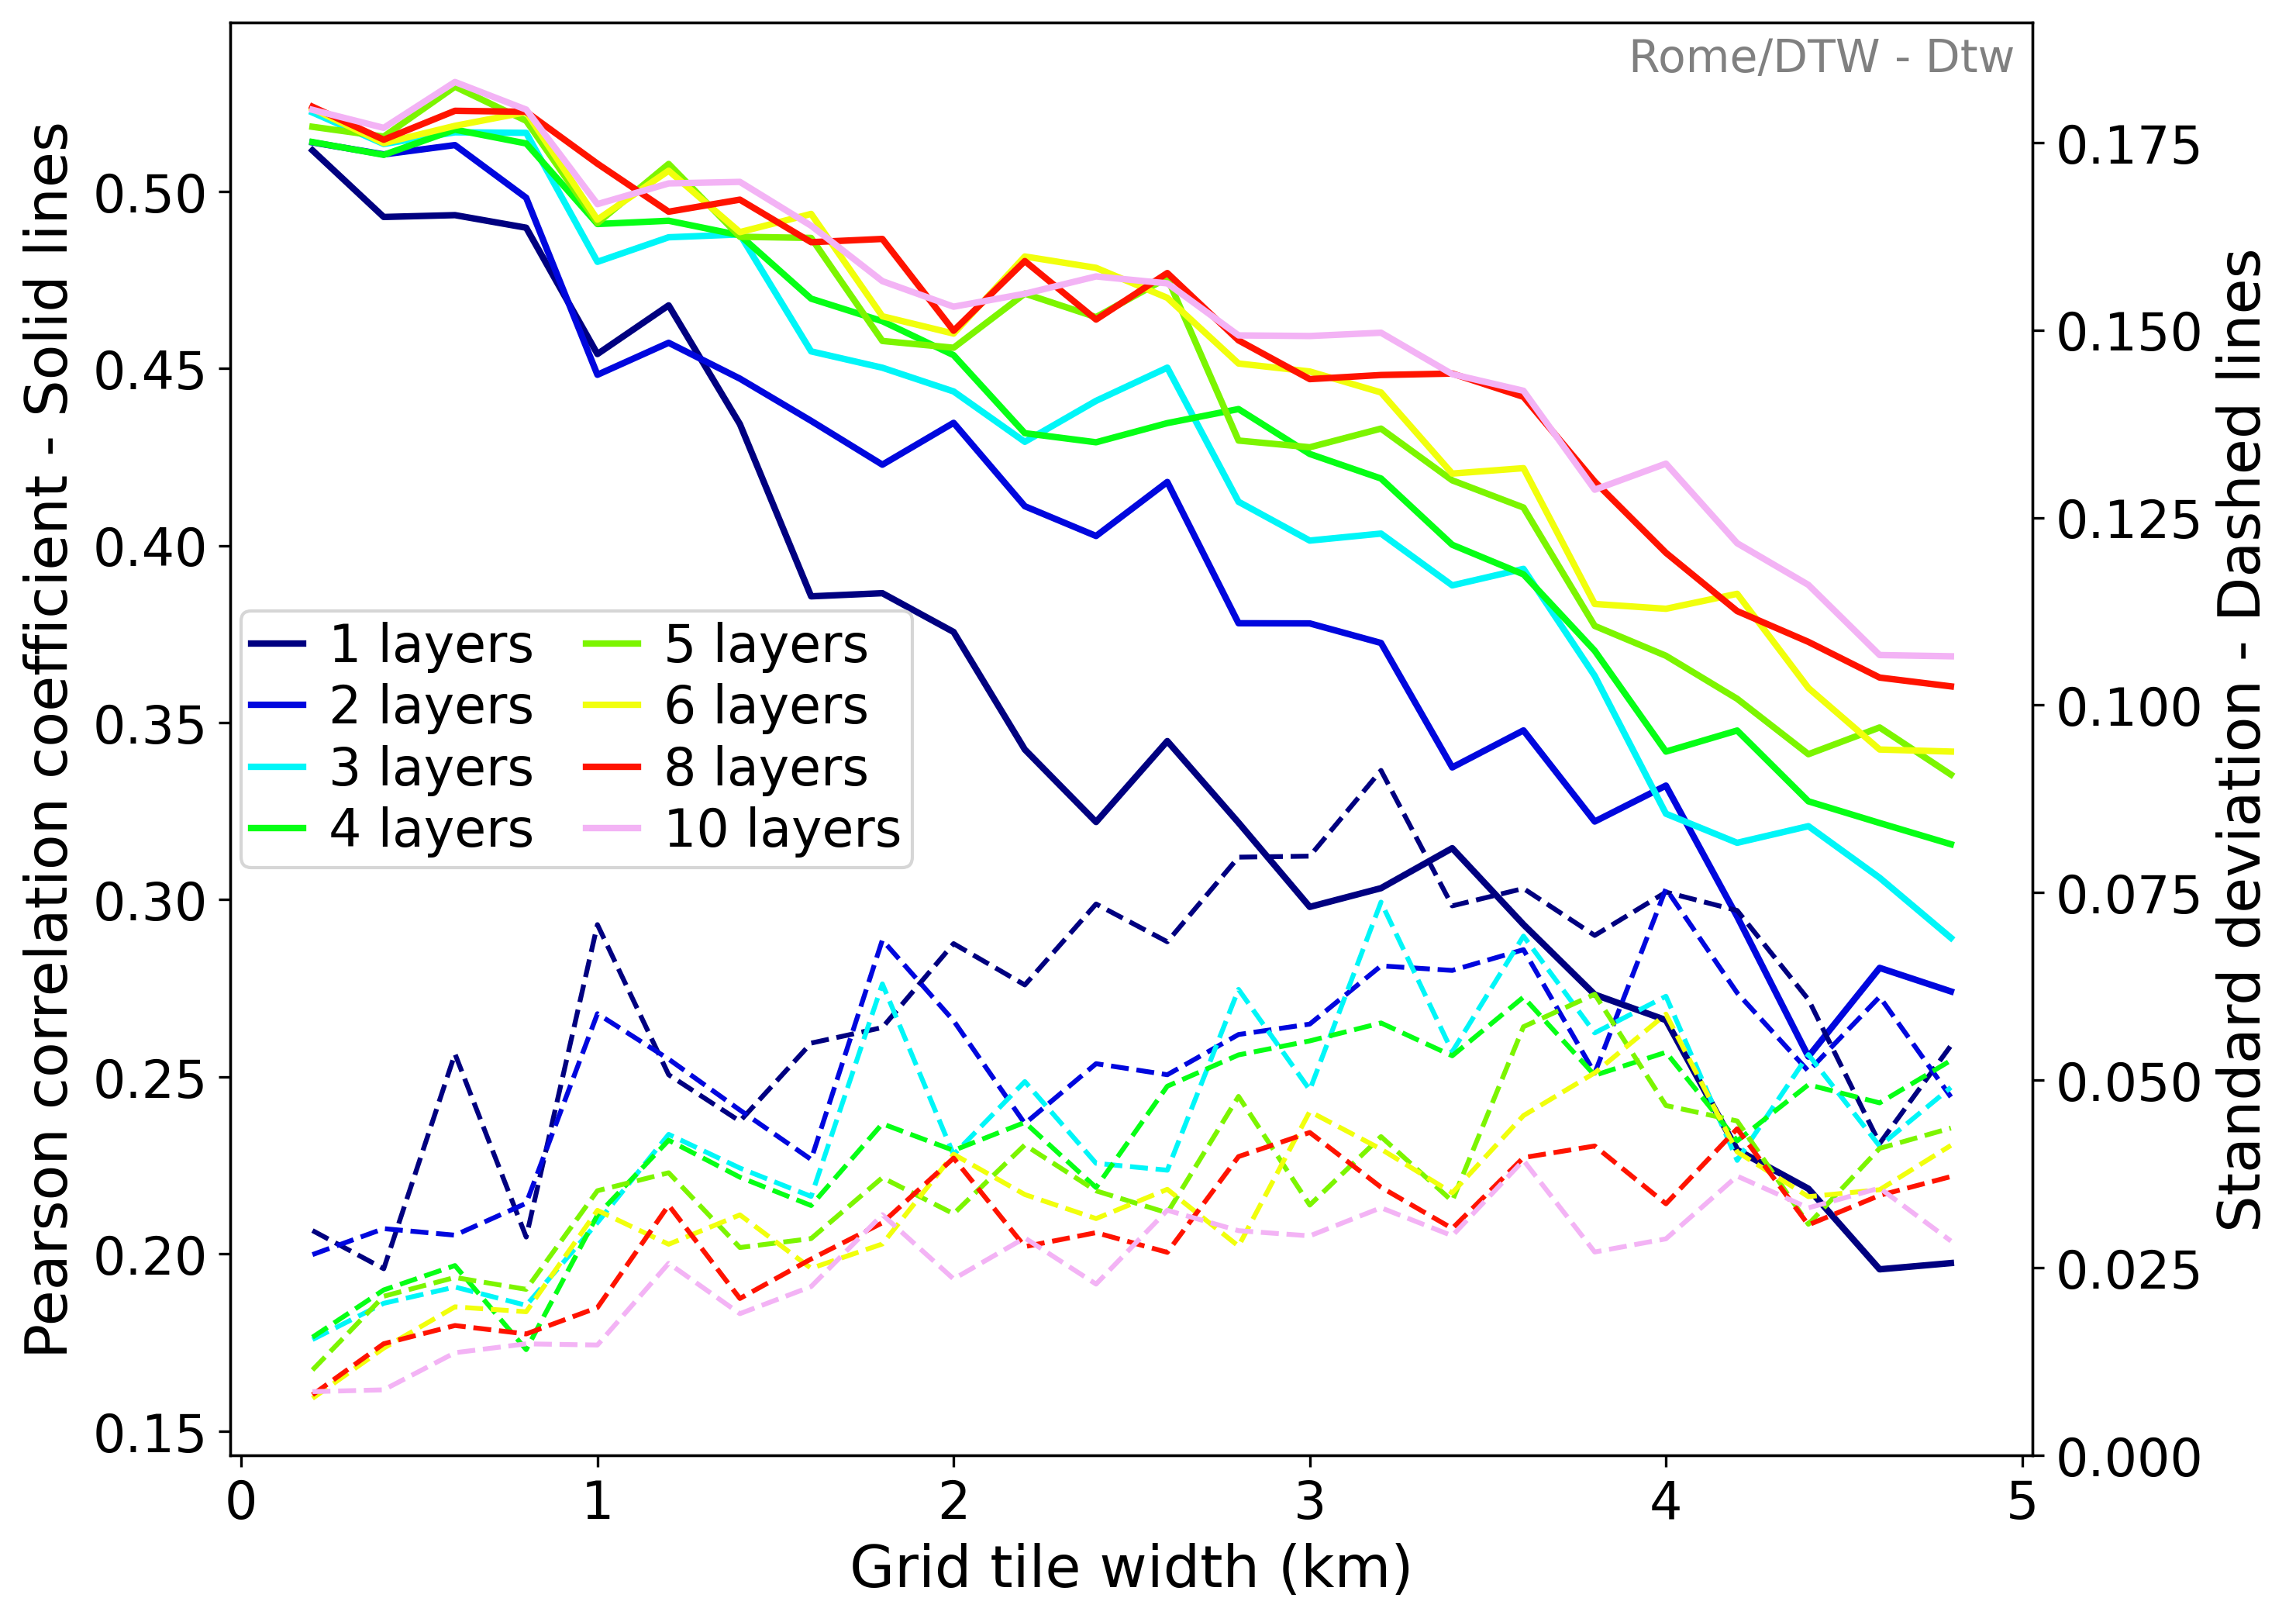 Rome/DTW - Dtw
Pearson correlation coefficient - Solid lines
0.50
0.45
0.40
0.35
0.30
0.25
0.20
0.15
1 layers
2 layers
3 layers
4 layers
5 layers
6 layers
8 layers
10 layers
0.175
0.150
0.125
0.100
0.075
0.050
0.025
0.000
Standard deviation - Dashed lines
0 1 2 3 4 5
Grid tile width (km)